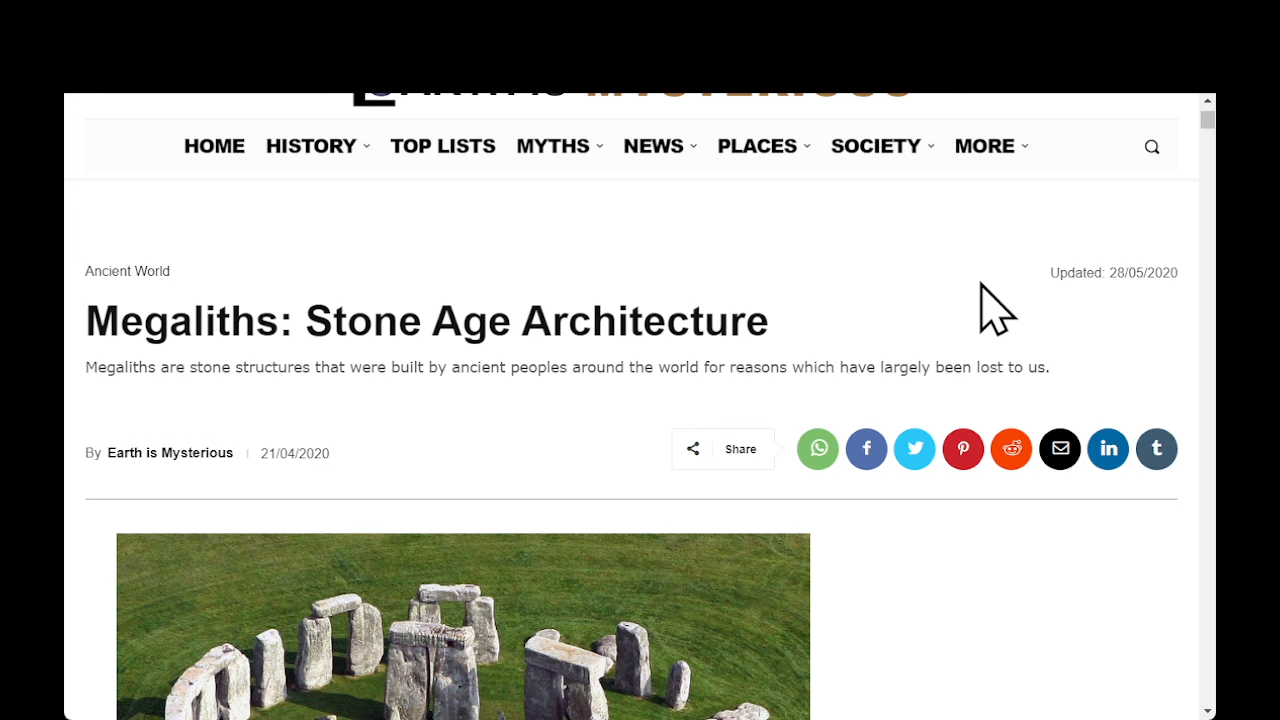 HOME HISTORY TOP LISTS MYTHS NEWS PLACES SOCIETY MORE
Ancient World
Updated: 28/05/2020
Megaliths: Stone Age Architecture
Megaliths are stone structures that were built by ancient peoples around the world for reasons which have largely been lost to us.
By Earth is Mysterious 21/04/2020
Share